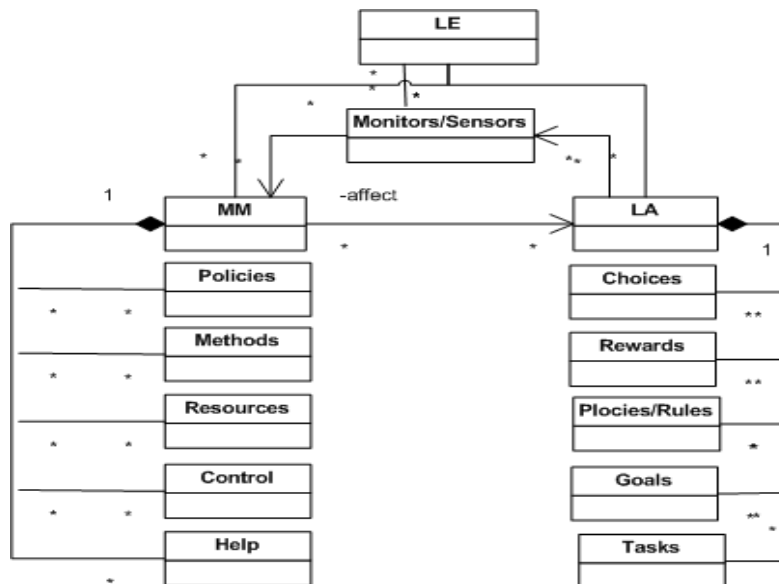 LE
*
*
* *
Monitors/Sensors
* * ** *
1 MM -affect LA
* * 1
Policies Choices
* * **
Methods Rewards
* * **
Resources Plocies/Rules
* * *
Control Goals
* * ** *
Help Tasks
*